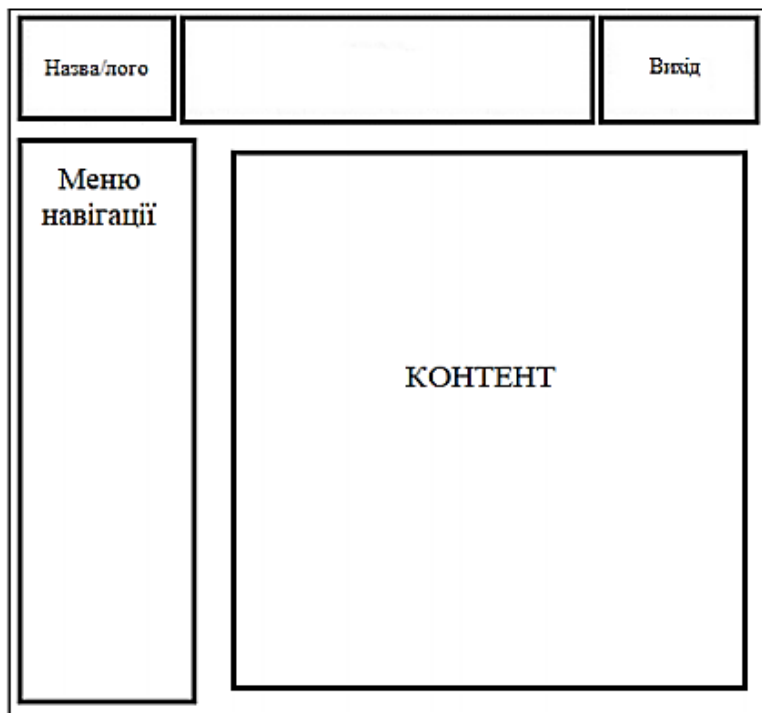 Назва/лого
Вихід
Меню
навігації
КОНТЕНТ